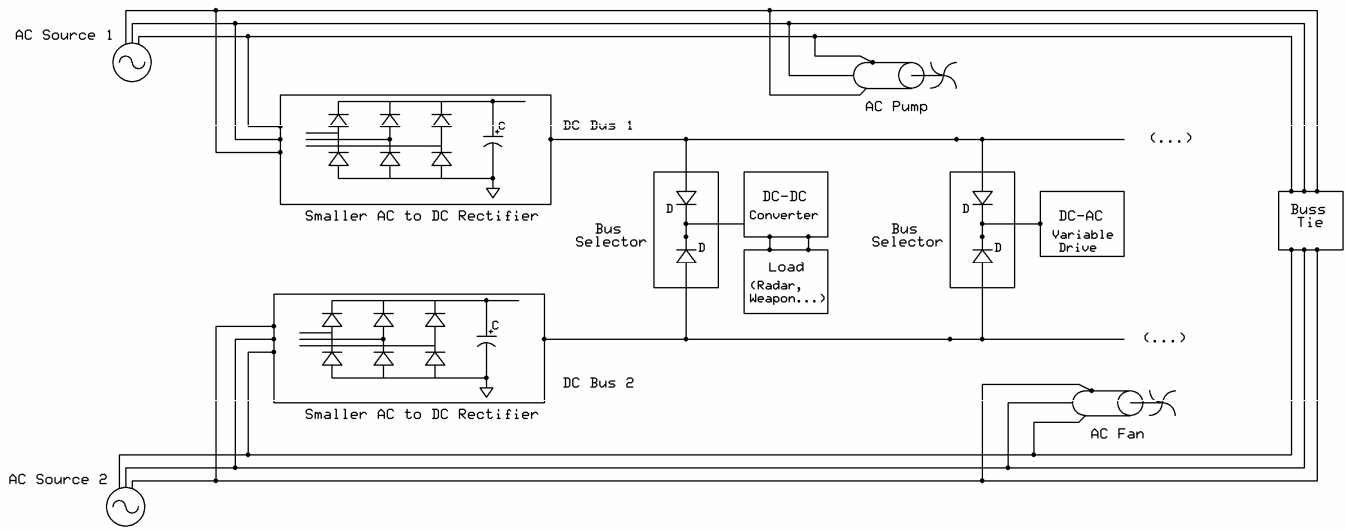 AC Source 1
AC Pump
+C
DC Bus 1
(...)
Smaller AC to DC Rectifier
D
D
Bus
Selector
DC-DC
Converter
Load
(Radar,
Weapon...)
D
D
Bus
Selector
DC-AC
Variable
Drive
Buss
Tie
+C
(...)
DC Bus 2
Smaller AC to DC Rectifier
AC Fan
AC Source 2